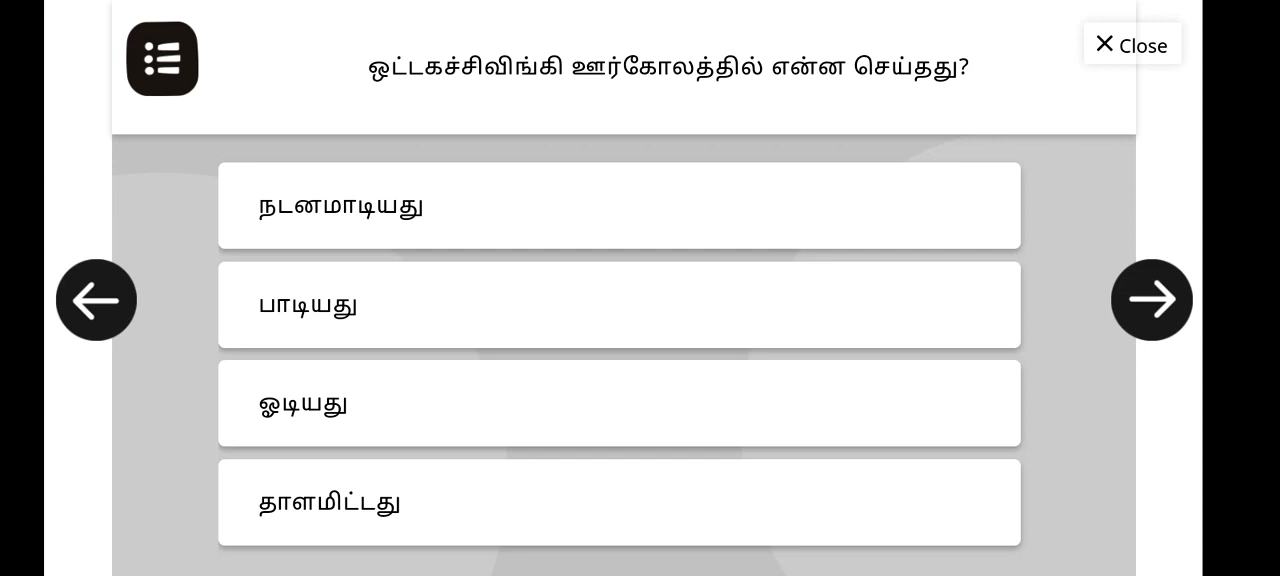 ஒட்டகச்சிவிங்கி ஊர்கோலத்தில் என்ன செய்தது?
Close
நடனமாடியது
பாடியது
ஓடியது
தாளமிட்டது